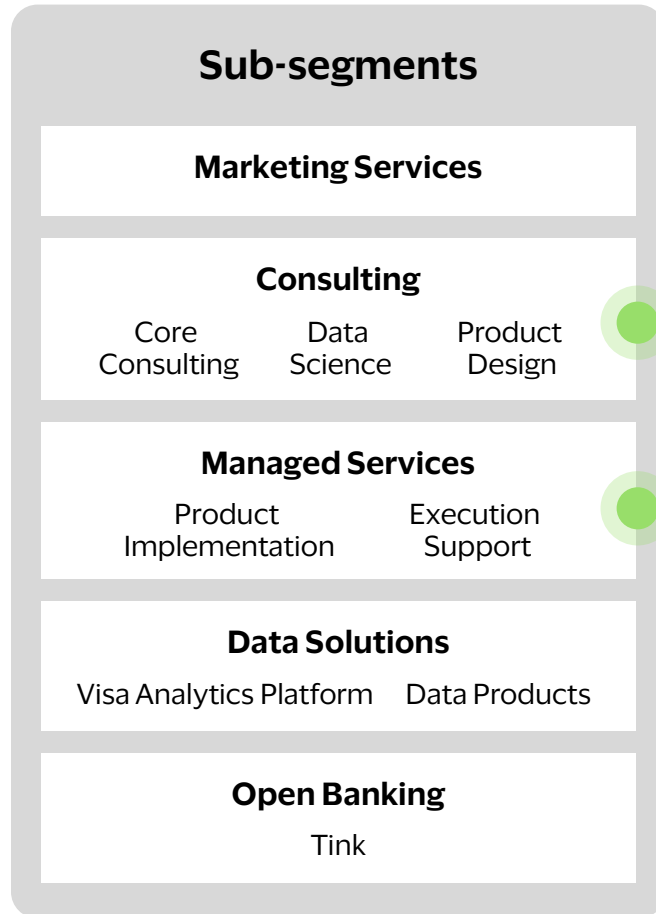 Sub-segments
Marketing Services
Consulting
Core Consulting
Data Science
Product Design
Managed Services
Product Implementation
Execution Support
Data Solutions
Visa Analytics Platform
Data Products
Open Banking
Tink